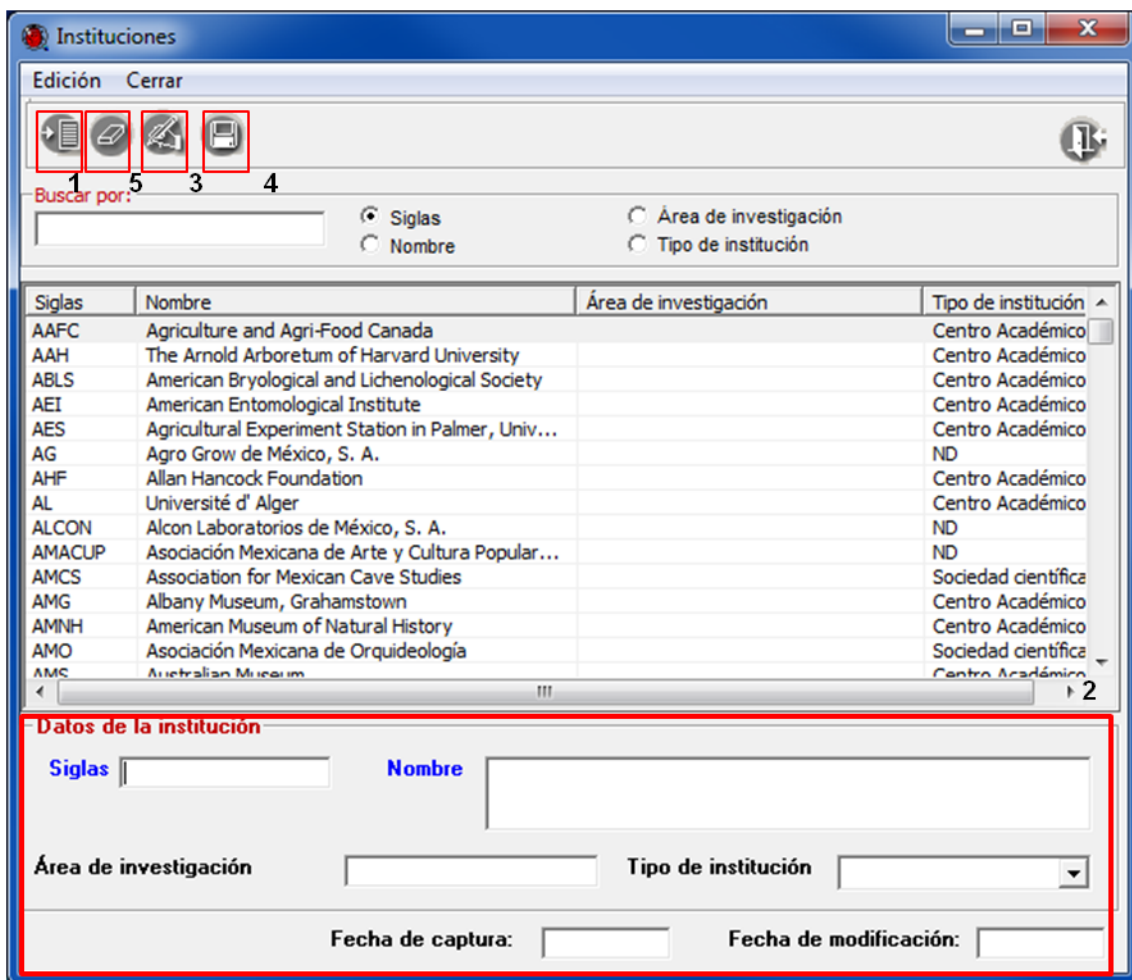 Instituciones
Edición Cerrar
1 5 3 4
Buscar por:
Siglas Área de investigación
Nombre Tipo de institución
Siglas Nombre Área de investigación Tipo de institución
AAFC Agriculture and Agri-Food Canada Centro Académico
AAH The Arnold Arboretum of Harvard University Centro Académico
ABLS American Bryological and Lichenological Society Centro Académico
AEI American Entomological Institute Centro Académico
AES Agricultural Experiment Station in Palmer, Univ... Centro Académico
AG Agro Grow de México, S. A. ND
AHF Allan Hancock Foundation Centro Académico
AL Université d' Alger Centro Académico
ALCON Alcon Laboratorios de México, S. A. ND
AMACUP Asociación Mexicana de Arte y Cultura Popular... ND
AMCS Association for Mexican Cave Studies Sociedad científica
AMG Albany Museum, Grahamstown Centro Académico
AMNH American Museum of Natural History Centro Académico
AMO Asociación Mexicana de Orquideología Sociedad científica
AMS Australian Museum Centro Académico
2
Datos de la institución
Siglas Nombre
Área de investigación Tipo de institución
Fecha de captura: Fecha de modificación: